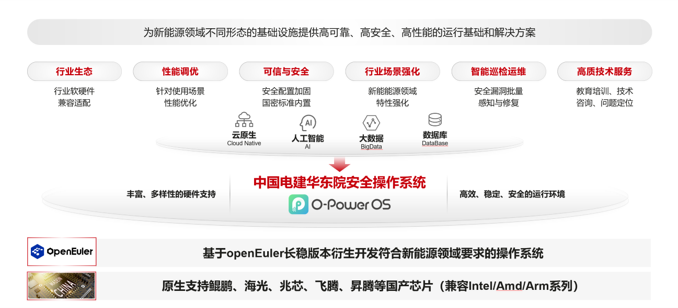 为新能源领域不同形态的基础设施提供高可靠、高安全、高性能的运行基础和解决方案
行业生态
性能调优
可信与安全
行业场景强化
智能巡检运维
高质技术服务
行业软硬件
兼容适配
针对使用场景
性能优化
安全配置加固
国密标准内置
新能能源领域
特性强化
安全漏洞批量
感知与修复
教育培训、技术
咨询、问题定位
云原生
Cloud Native
AI
人工智能
AI
大数据
BigData
数据库
DataBase
中国电建华东院安全操作系统
丰富、多样性的硬件支持
O-Power OS
高效、稳定、安全的运行环境
openEuler
基于openEuler长稳版本衍生开发符合新能源领域要求的操作系统
CHINA
原生支持鲲鹏、海光、兆芯、飞腾、昇腾等国产芯片（兼容Intel/Amd/Arm系列）